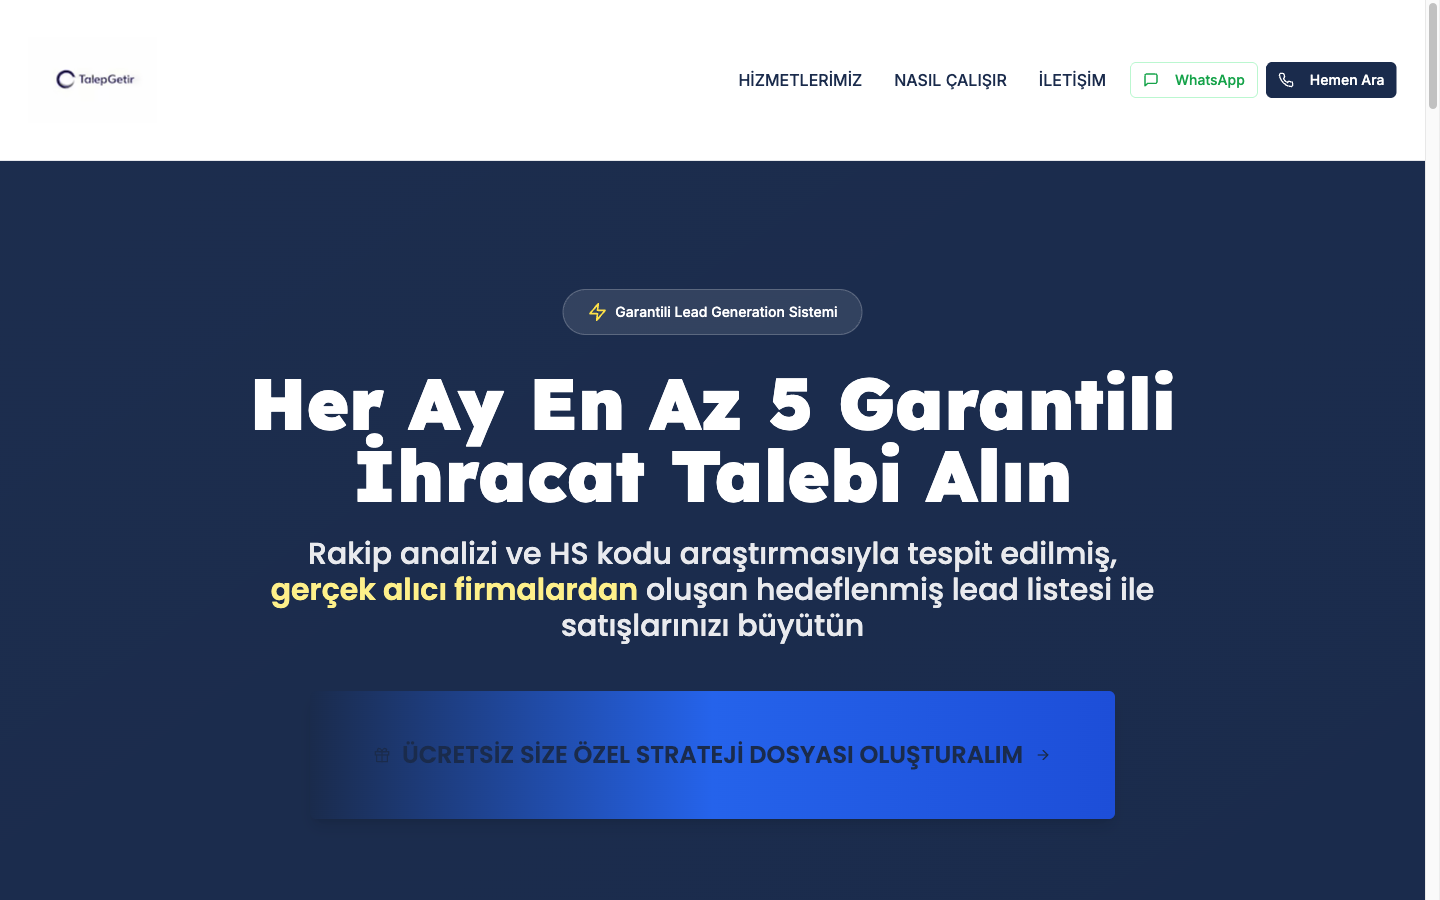 TalepGetir
HİZMETLERİMİZ
NASIL ÇALIŞIR
İLETİŞİM
WhatsApp
Hemen Ara
Garantili Lead Generation Sistemi
Her Ay En Az 5 Garantili
İhracat Talebi Alın
Rakip analizi ve HS kodu araştırmasıyla tespit edilmiş,
gerçek alıcı firmalardan oluşan hedeflenmiş lead listesi ile
satışlarınızı büyütün
ÜCRETSİZ SİZE ÖZEL STRATEJİ DOSYASI OLUŞTURALIM